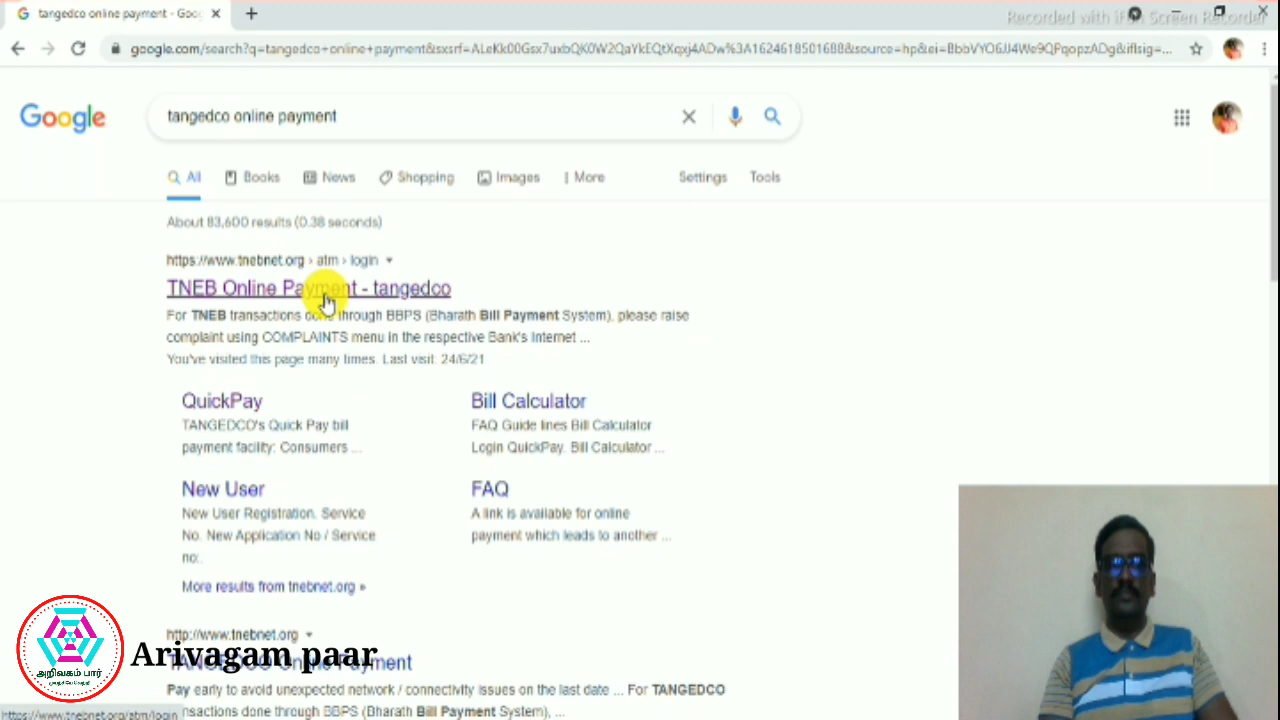 tangedco online payment - Goo
Recorded with iFun Screen Recorder
google.com/search?q=tangedco+online+payment&sxsrf=
tangedco online payment
Google
All Books News Shopping Images More Settings Tools
About 83,600 results (0.38 seconds)
https://www.tnebnet.org › atm › login
TNEB Online Payment - tangedco
For TNEB transactions done through BBPS (Bharath Bill Payment System), please raise
complaint using COMPLAINTS menu in the respective Bank's Internet ...
You've visited this page many times. Last visit: 24/6/21
QuickPay
TANGEDCO's Quick Pay bill
payment facility: Consumers ...
Bill Calculator
FAQ Guide lines Bill Calculator
Login QuickPay. Bill Calculator ...
New User
New User Registration. Service
No. New Application No / Service
no:.
FAQ
A link is available for online
payment which leads to another ...
More results from tnebnet.org »
http://www.tnebnet.org
TANGEDCO Online Payment
Pay early to avoid unexpected network / connectivity issues on the last date ... For TANGEDCO
nsactions done through BBPS (Bharath Bill Payment System), ...
அறிவகம் பார்
Arivagam paar
https://www.tnebnet.org/atm/login